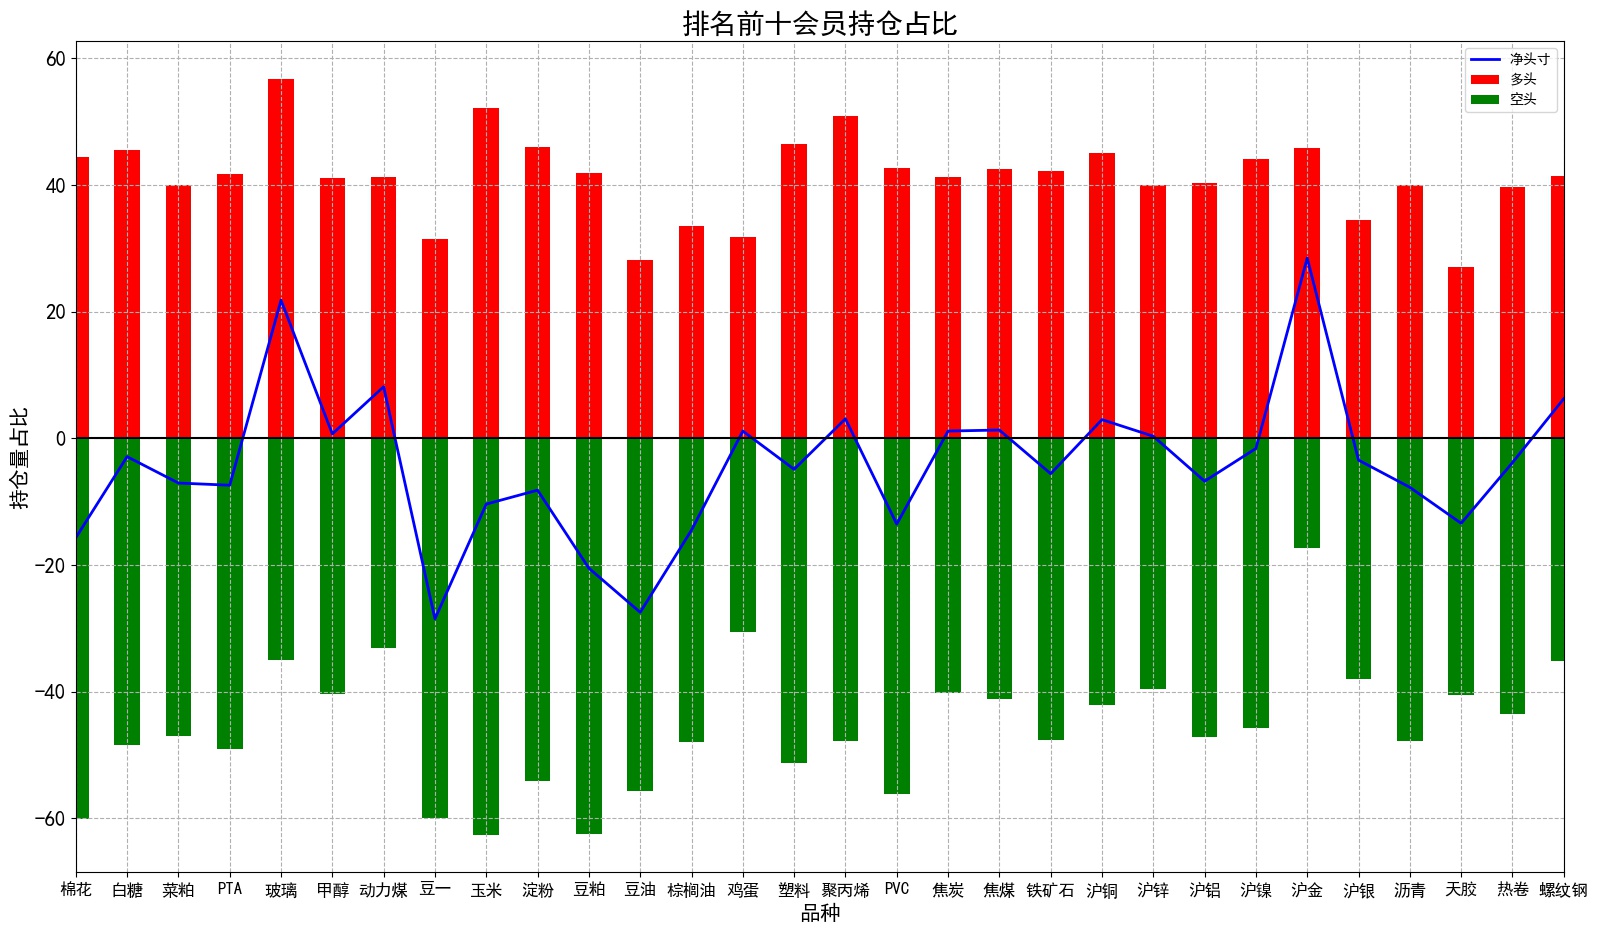 排名前十会员持仓占比
净头寸
多头
空头
60
40
20
0
−20
−40
−60
持仓量占比
棉花 白糖 菜粕 PTA 玻璃 甲醇 动力煤 豆一 玉米 淀粉 豆粕 豆油 棕榈油 鸡蛋 塑料 聚丙烯 PVC 焦炭 焦煤 铁矿石 沪铜 沪锌 沪铝 沪镍 沪金 沪银 沥青 天胶 热卷 螺纹钢
品种